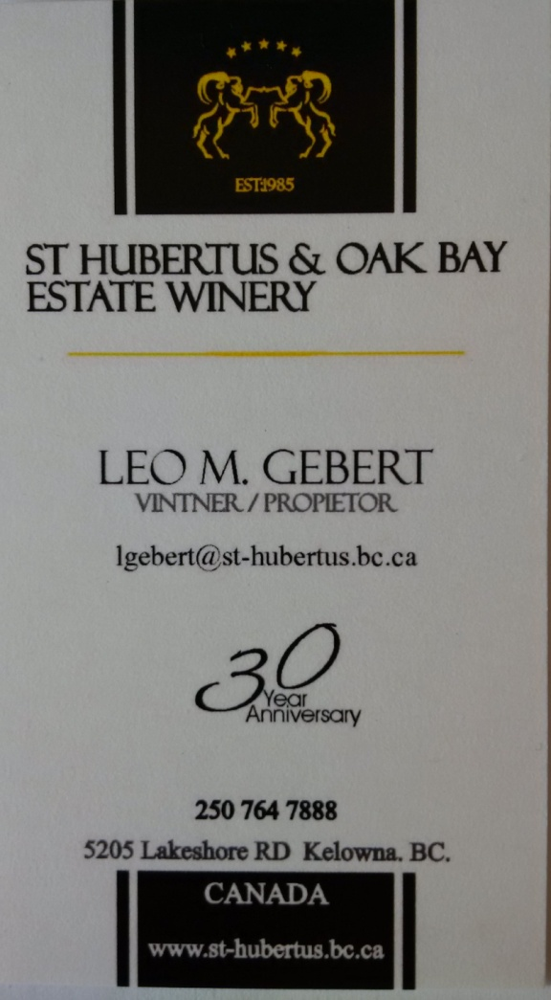 EST:1985
ST HUBERTUS & OAK BAY
ESTATE WINERY
LEO M. GEBERT
VINTNER / PROPIETOR
lgebert@st-hubertus.bc.ca
30
Year
Anniversary
250 764 7888
5205 Lakeshore RD Kelowna. BC.
CANADA
www.st-hubertus.bc.ca